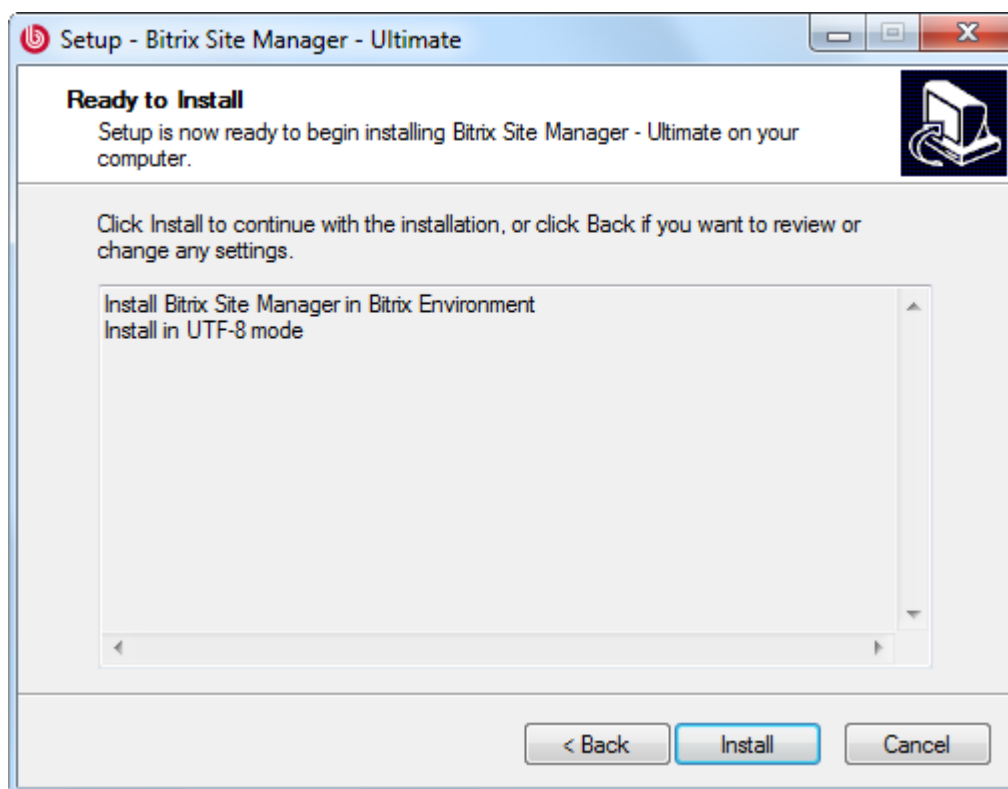 Setup - Bitrix Site Manager - Ultimate
Ready to Install
Setup is now ready to begin installing Bitrix Site Manager - Ultimate on your
computer.
Click Install to continue with the installation, or click Back if you want to review or
change any settings.
Install Bitrix Site Manager in Bitrix Environment
Install in UTF-8 mode
< Back
Install
Cancel